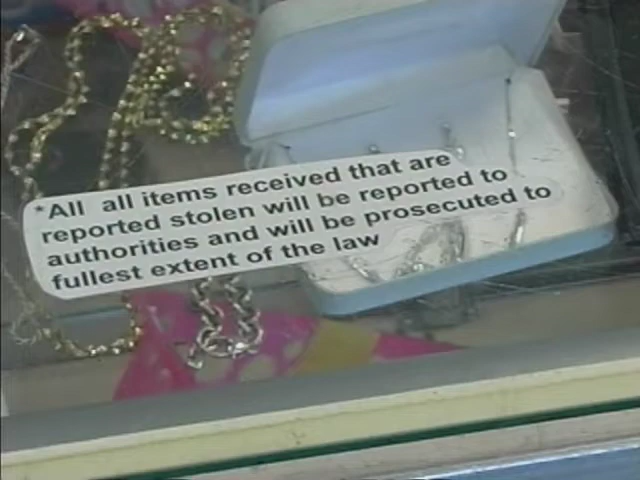 *All all items received that are
reported stolen will be reported to
authorities and will be prosecuted to
fullest extent of the law